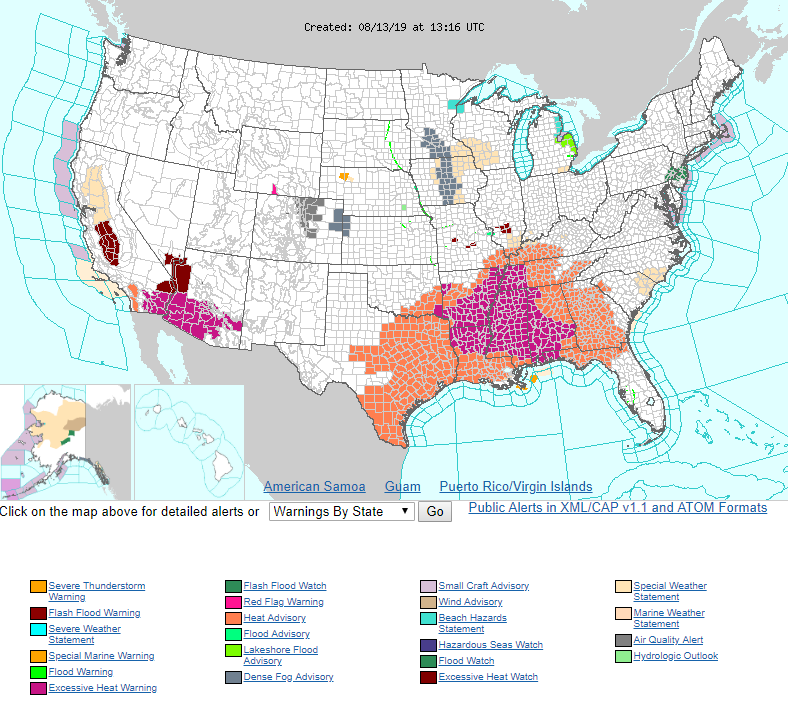 Created: 08/13/19 at 13:16 UTC
American Samoa Guam Puerto Rico/Virgin Islands
Click on the map above for detailed alerts or Warnings By State Go Public Alerts in XML/CAP v1.1 and ATOM Formats
Severe Thunderstorm
Warning
Flash Flood Warning
Severe Weather
Statement
Special Marine Warning
Flood Warning
Excessive Heat Warning
Flash Flood Watch
Red Flag Warning
Heat Advisory
Flood Advisory
Lakeshore Flood
Advisory
Dense Fog Advisory
Small Craft Advisory
Wind Advisory
Beach Hazards
Statement
Hazardous Seas Watch
Flood Watch
Excessive Heat Watch
Special Weather
Statement
Marine Weather
Statement
Air Quality Alert
Hydrologic Outlook